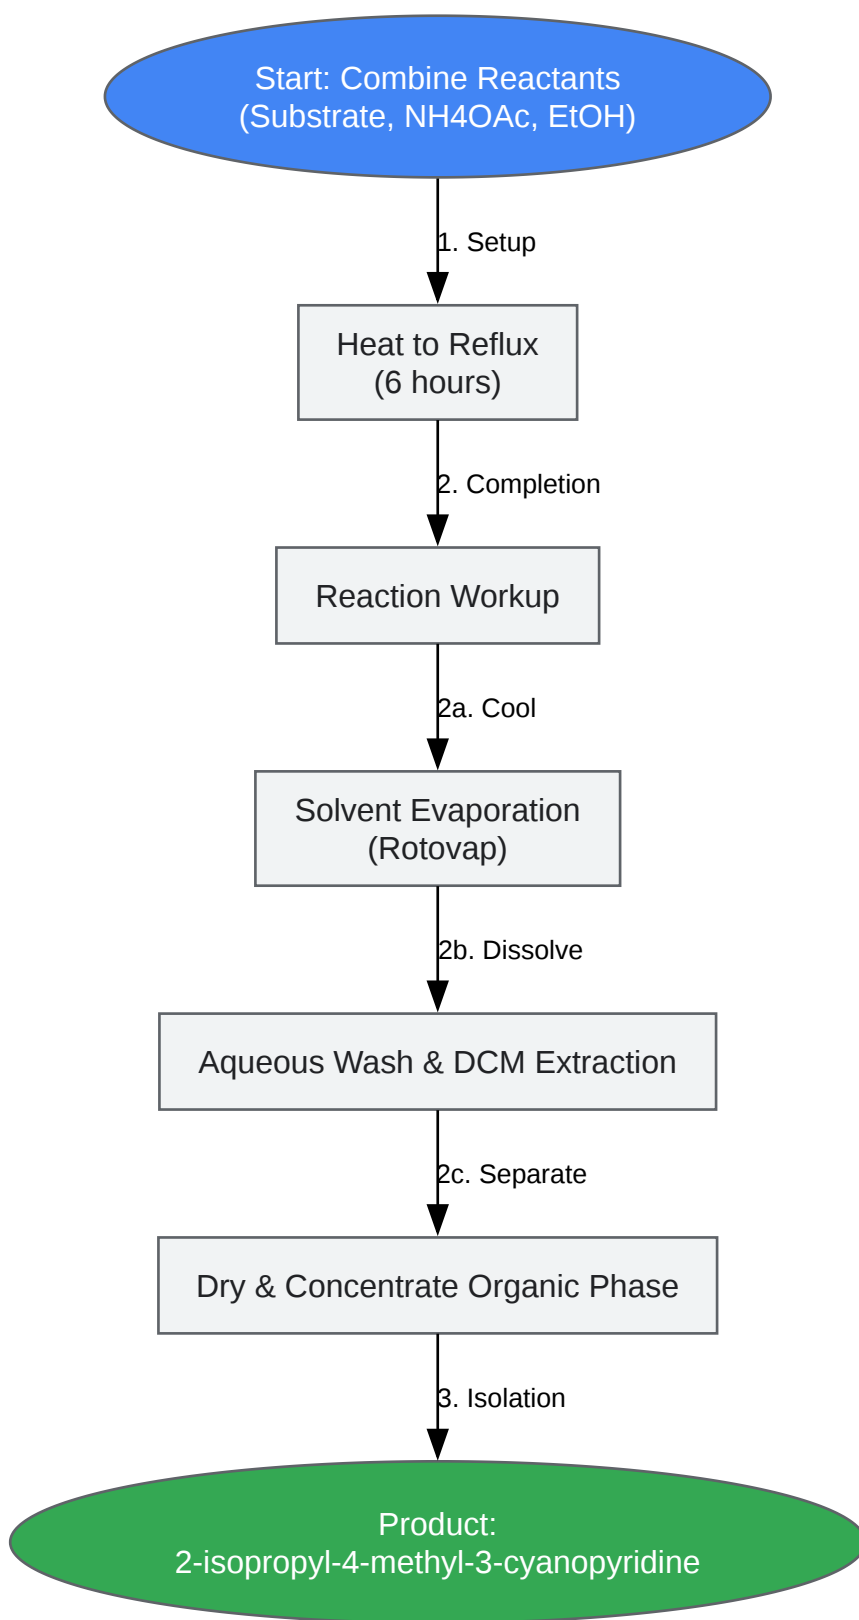 Start: Combine Reactants
(Substrate, NH4OAc, EtOH)
1. Setup
Heat to Reflux
(6 hours)
2. Completion
Reaction Workup
2a. Cool
Solvent Evaporation
(Rotovap)
2b. Dissolve
Aqueous Wash & DCM Extraction
2c. Separate
Dry & Concentrate Organic Phase
3. Isolation
Product:
2-isopropyl-4-methyl-3-cyanopyridine